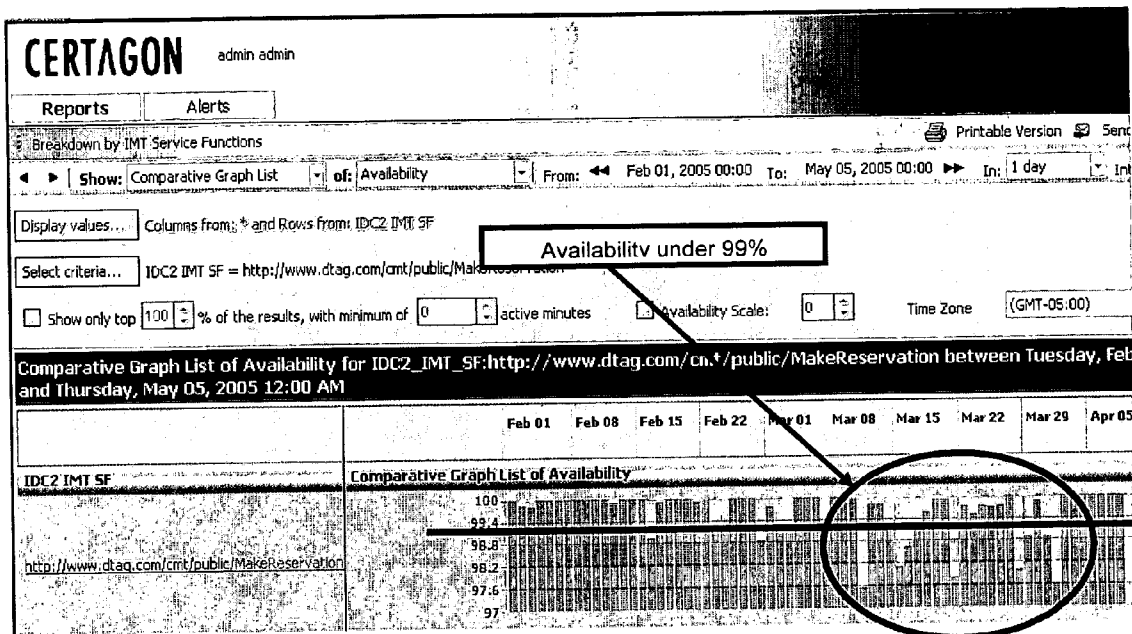 CERTAGON admin admin
Reports Alerts
Breakdown by IMT Service Functions Printable Version Send
Show: Comparative Graph List of: Availability From: Feb 01, 2005 00:00 To: May 05, 2005 00:00 In: 1 day Int
Display values... Columns from: * and Rows from: IDC2 IMT SF
Availability under 99%
Select criteria... IDC2 IMT SF = http://www.dtag.com/cmt/public/MakeReservation
Show only top 100 % of the results, with minimum of 0 active minutes Availability Scale: 0 Time Zone (GMT-05:00)
Comparative Graph List of Availability for IDC2_IMT_SF:http://www.dtag.com/cm*/public/MakeReservation between Tuesday, Feb
and Thursday, May 05, 2005 12:00 AM
Feb 01 Feb 08 Feb 15 Feb 22 Mar 01 Mar 08 Mar 15 Mar 22 Mar 29 Apr 05
IDC2 IMT SF Comparative Graph List of Availability
100
99.4
98.8
http://www.dtag.com/cmt/public/MakeReservation 98.2
97.6
97